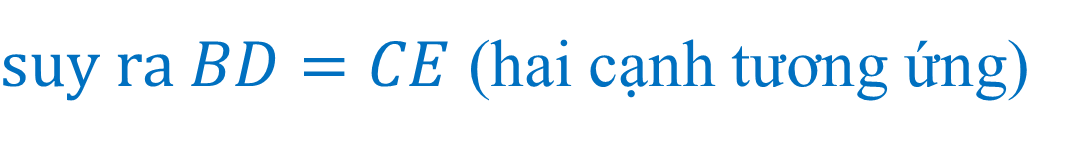 suy ra BD = CE (hai cạnh tương ứng)